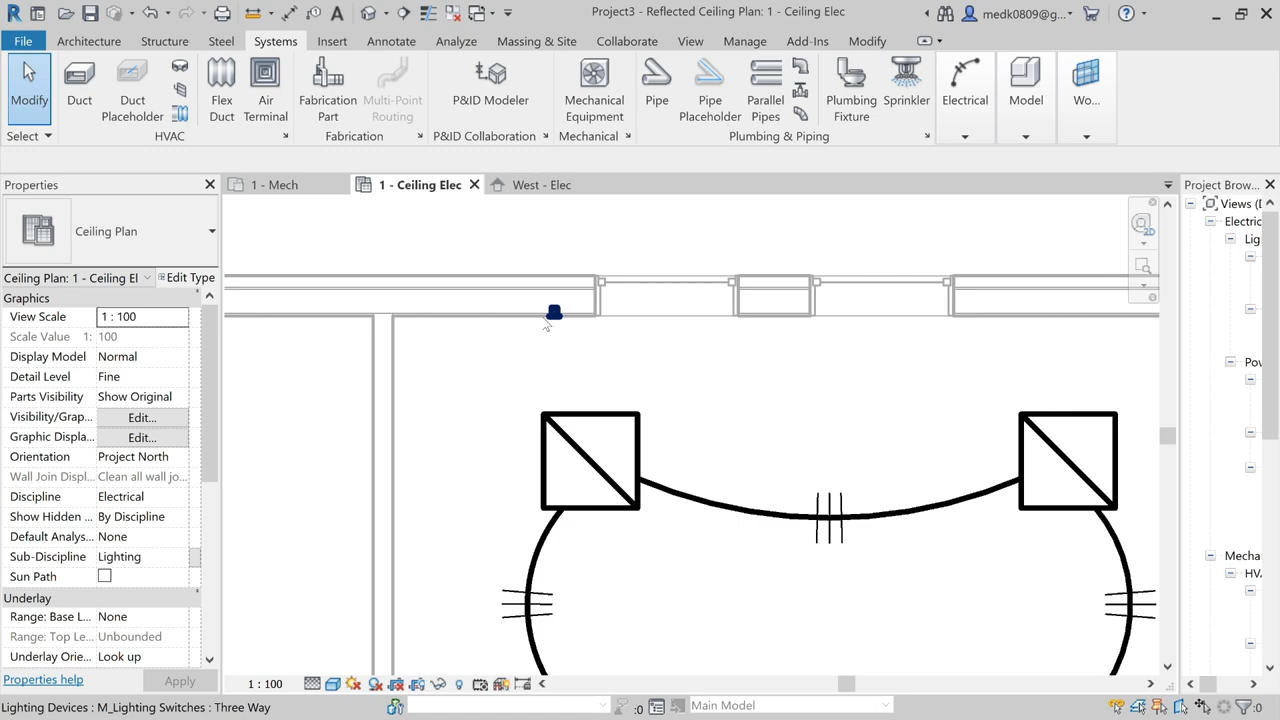 Project3 - Reflected Ceiling Plan: 1 - Ceiling Elec
medk0809@g...
File Architecture Structure Steel Systems Insert Annotate Analyze Massing & Site Collaborate View Manage Add-Ins Modify
Modify
Duct
Duct Placeholder
Flex Duct
Air Terminal
Fabrication Part
Multi-Point Routing
P&ID Modeler
Mechanical Equipment
Pipe
Pipe Placeholder
Parallel Pipes
Plumbing Fixture
Sprinkler
Electrical
Model
Wo...
Select HVAC Fabrication P&ID Collaboration Mechanical Plumbing & Piping
Properties
1 - Mech
1 - Ceiling Elec
West - Elec
Project Brow...
Ceiling Plan
Views (
Electric
Lig
Pov
Mecha
HV
Ceiling Plan: 1 - Ceiling El
Edit Type
Graphics
View Scale 1 : 100
Scale Value 1: 100
Display Model Normal
Detail Level Fine
Parts Visibility Show Original
Visibility/Grap... Edit...
Graphic Displa... Edit...
Orientation Project North
Wall Join Displ... Clean all wall jo...
Discipline Electrical
Show Hidden ... By Discipline
Default Analys... None
Sub-Discipline Lighting
Sun Path
Underlay
Range: Base L... None
Range: Top Le... Unbounded
Underlay Orie... Look up
Properties help
Apply
1 : 100
Lighting Devices : M_Lighting Switches : Three Way
:0
Main Model
:0
2D